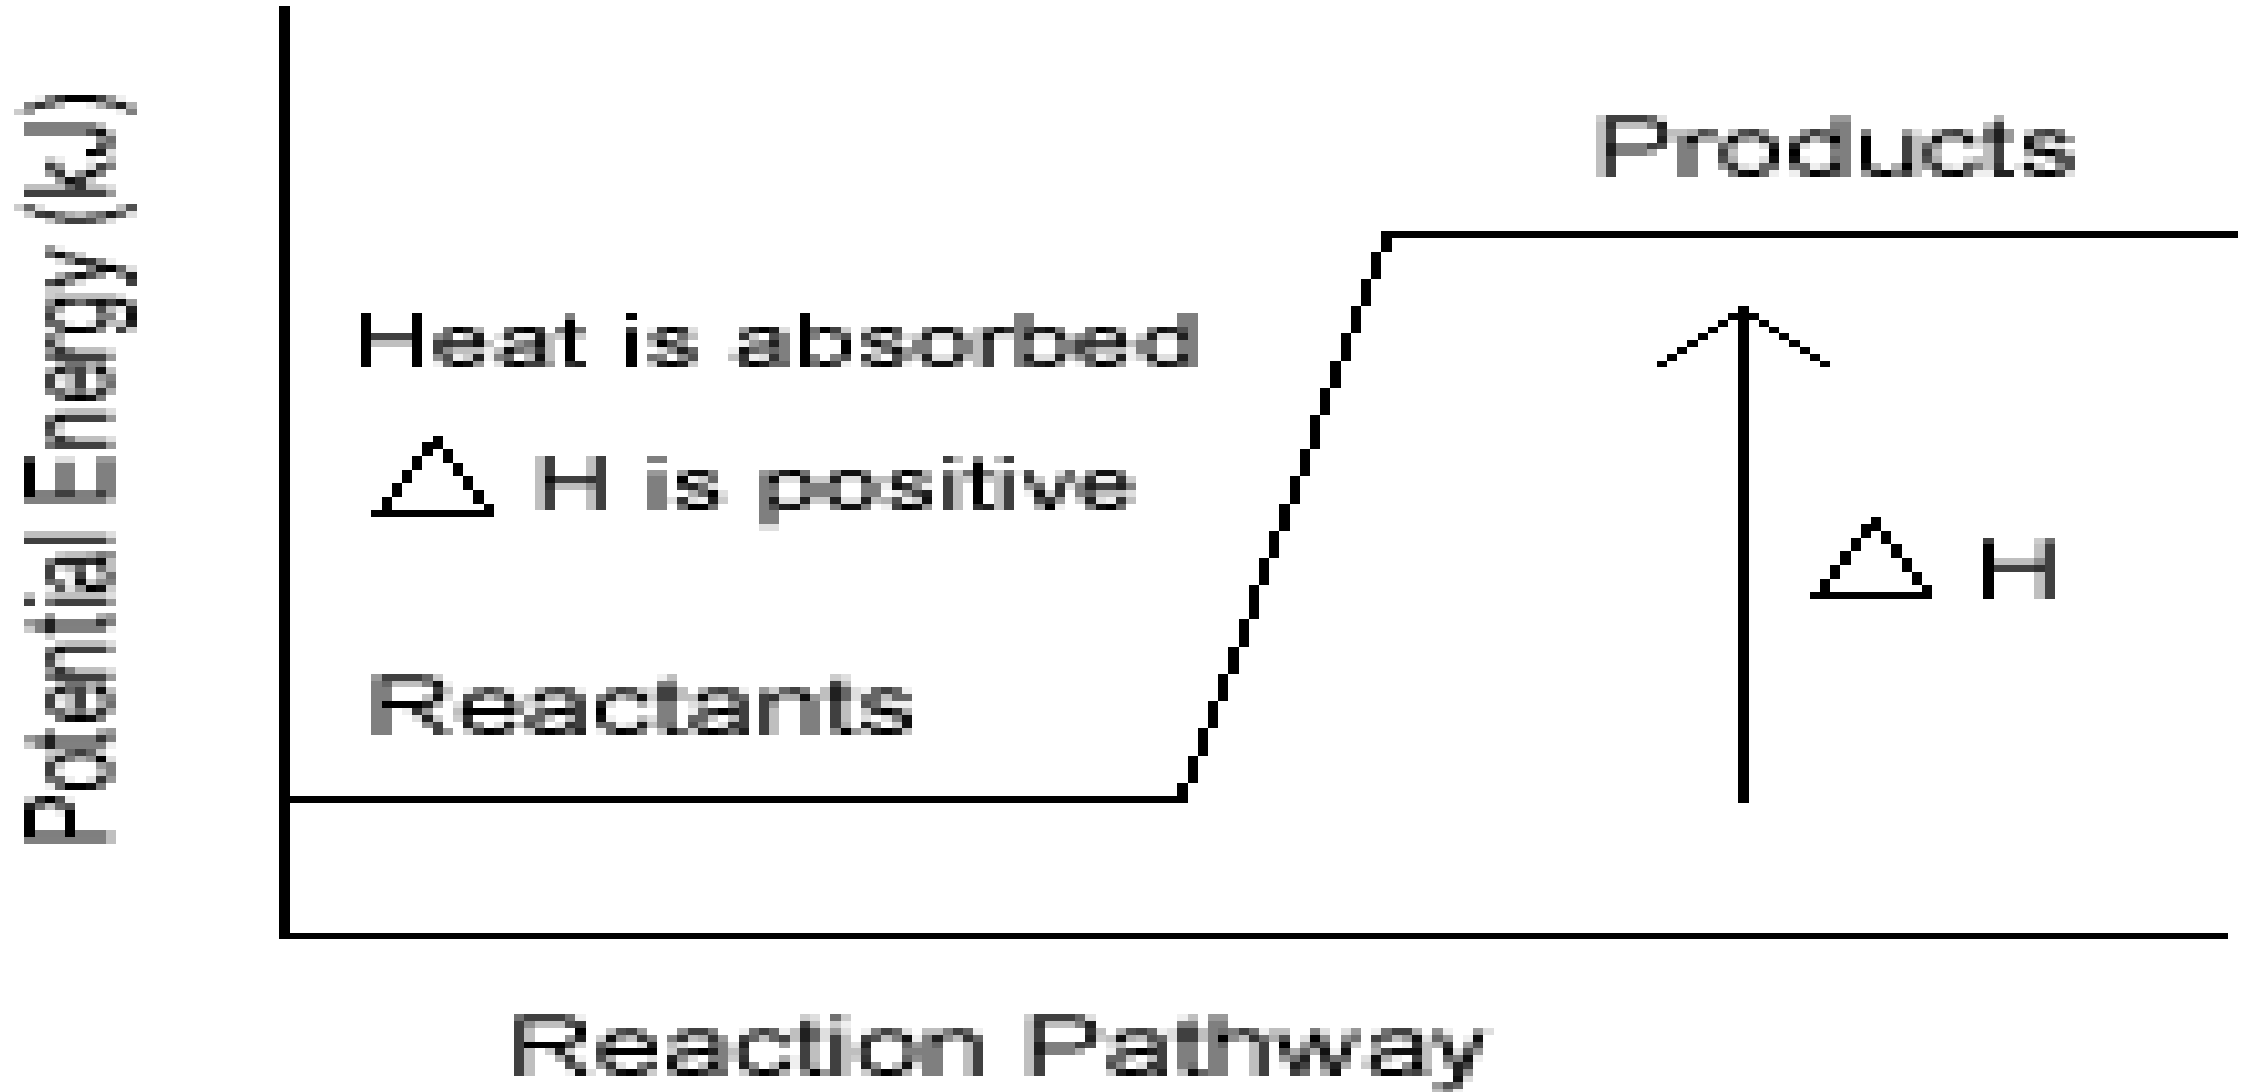 Potential Energy (kJ)
Products
Heat is absorbed
△ H is positive
△ H
Reactants
Reaction Pathway